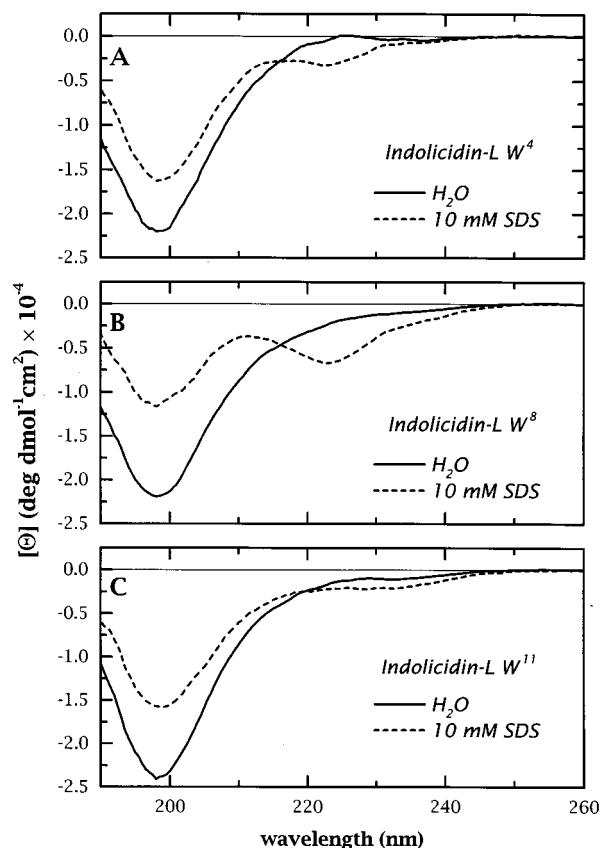 A
0.0
-0.5
-1.0
-1.5
-2.0
-2.5
Indolicidin-L W⁴
H₂O
10 mM SDS
B
0.0
-0.5
-1.0
-1.5
-2.0
-2.5
Indolicidin-L W⁸
H₂O
10 mM SDS
C
0.0
-0.5
-1.0
-1.5
-2.0
-2.5
Indolicidin-L W¹¹
H₂O
10 mM SDS
[Θ] (deg dmol⁻¹cm²) × 10⁻⁴
200 220 240 260
wavelength (nm)